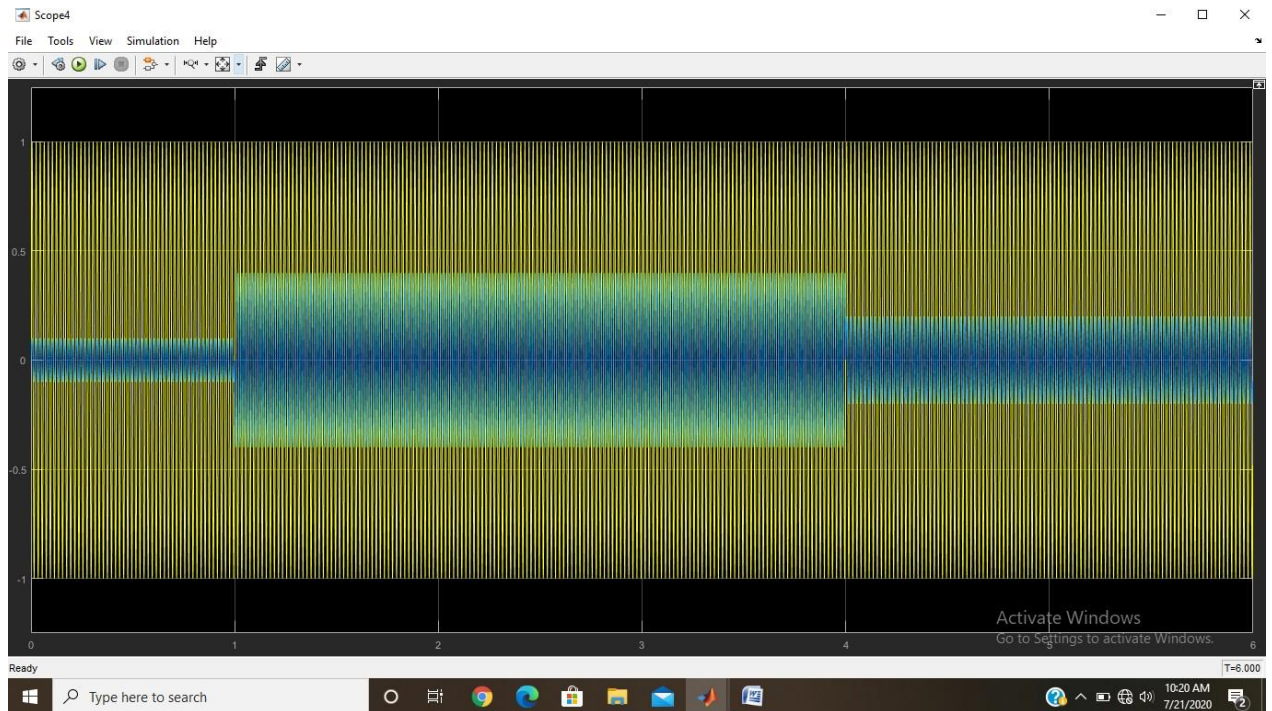 Scope4
File Tools View Simulation Help
1
0.5
0
-0.5
-1
0 1 2 3 4 5 6
Activate Windows
Go to Settings to activate Windows.
Ready
T=6.000
Type here to search
10:20 AM
7/21/2020
2